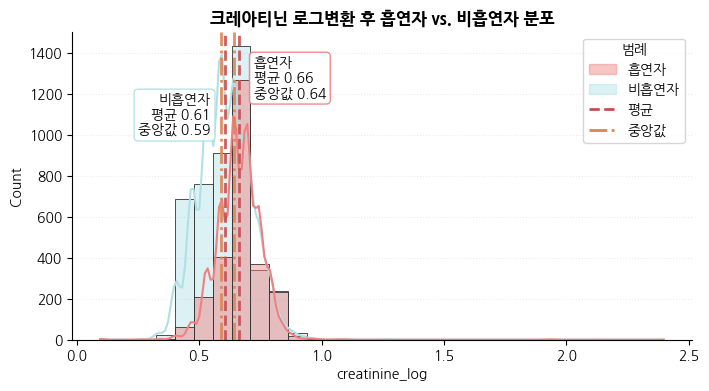 크레아티닌 로그변환 후 흡연자 vs. 비흡연자 분포
1400
1200
1000
800
600
400
200
0
Count
흡연자
평균 0.66
중앙값 0.64
비흡연자
평균 0.61
중앙값 0.59
범례
흡연자
비흡연자
평균
중앙값
0.0
0.5
1.0
1.5
2.0
2.5
creatinine_log